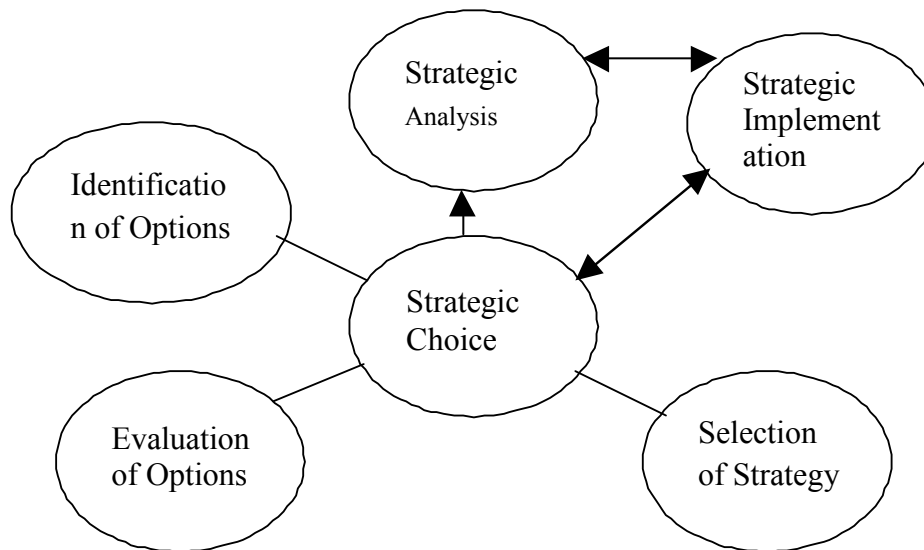 Strategic
Analysis
Strategic
Implement
ation
Identificatio
n of Options
Strategic
Choice
Evaluation
of Options
Selection
of Strategy